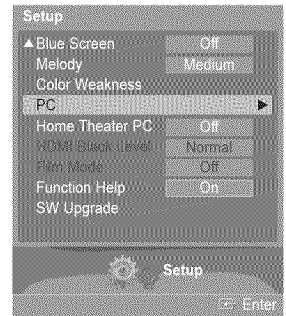 Setup
▲ Blue Screen Off
Melody Medium
Color Weakness
PC ►
Home Theater PC Off
HDMI Black Level Normal
Film Mode Off
Function Help On
SW Upgrade
Setup
Enter